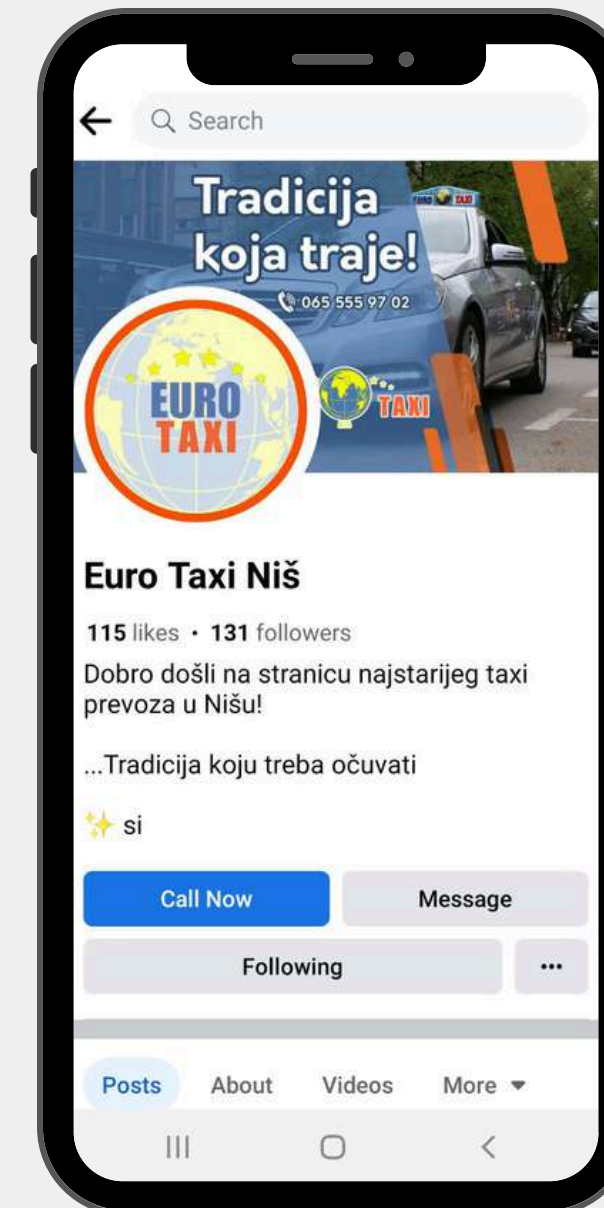 Search
Tradicija
koja traje!
065 555 97 02
EURO TAXI
EURO
TAXI
TAXI
Euro Taxi Niš
115 likes • 131 followers
Dobro došli na stranicu najstarijeg taxi
prevoza u Nišu!
...Tradicija koju treba očuvati
✨ si
Call Now
Message
Following
•••
Posts
About
Videos
More